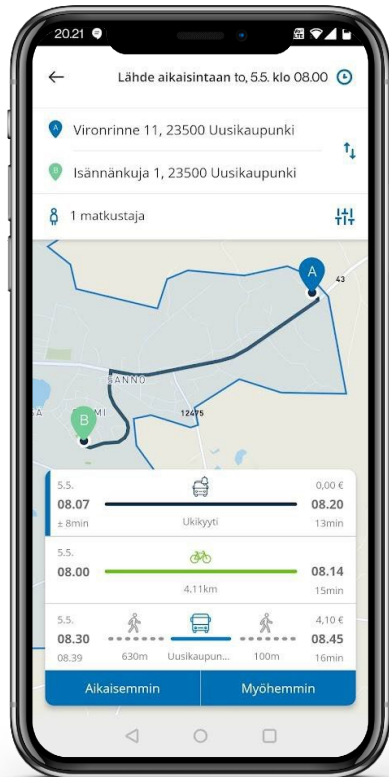 20.21
Lähde aikaisintaan to, 5.5. klo 08.00
A Vironrinne 11, 23500 Uusikaupunki
B Isännänkuja 1, 23500 Uusikaupunki
1 matkustaja
A
43
SANNO
12475
B
5.5. 0,00 €
08.07 08.20
± 8min Ukikyyti 13min
5.5.
08.00 08.14
4.11km 15min
5.5. 4,10 €
08.30 08.45
08.39 630m Uusikaupun... 100m 16min
Aikaisemmin Myöhemmin